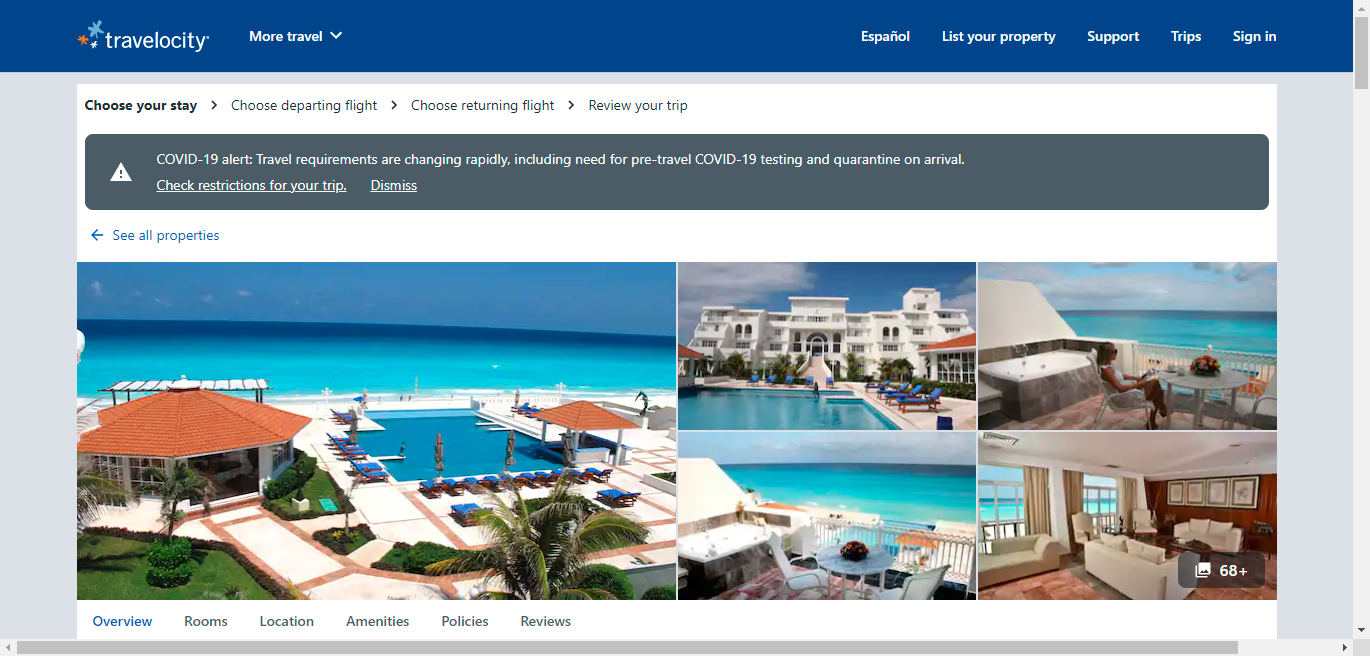 travelocity
More travel
Español
List your property
Support
Trips
Sign in
Choose your stay
Choose departing flight
Choose returning flight
Review your trip
COVID-19 alert: Travel requirements are changing rapidly, including need for pre-travel COVID-19 testing and quarantine on arrival.
Check restrictions for your trip.
Dismiss
See all properties
68+
Overview
Rooms
Location
Amenities
Policies
Reviews